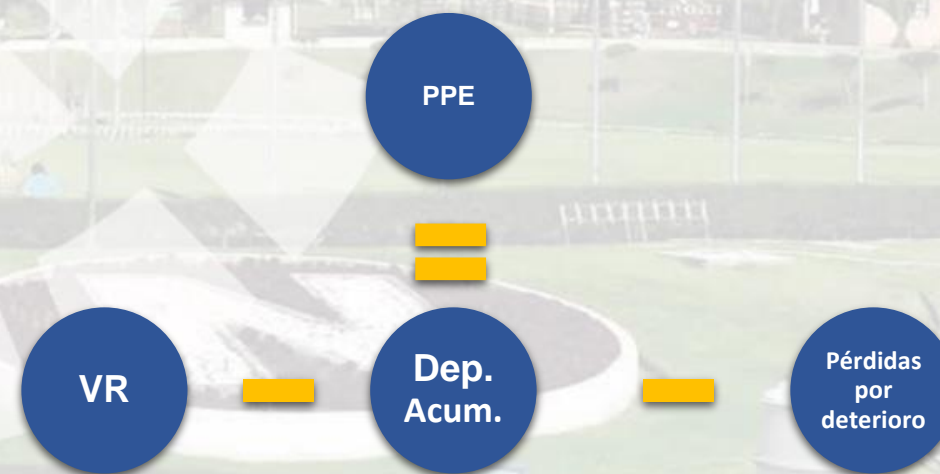 PPE
VR
Dep.
Acum.
Pérdidas
por
deterioro